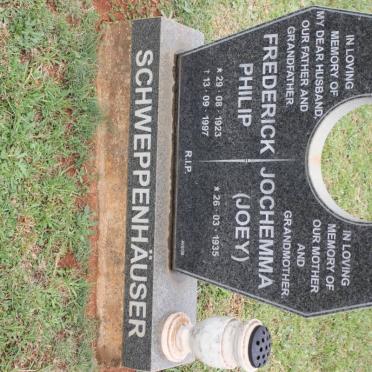 IN LOVING
MEMORY OF
MY DEAR HUSBAND,
OUR FATHER AND
GRANDFATHER
FREDERICK
PHILIP
* 29 - 08 - 1923
† 13 - 09 - 1997
R.I.P.
IN LOVING
MEMORY OF
OUR MOTHER
AND
GRANDMOTHER
JOCHEMMA
(JOEY)
* 26 - 03 - 1935
SCHWEPPENHÄUSER